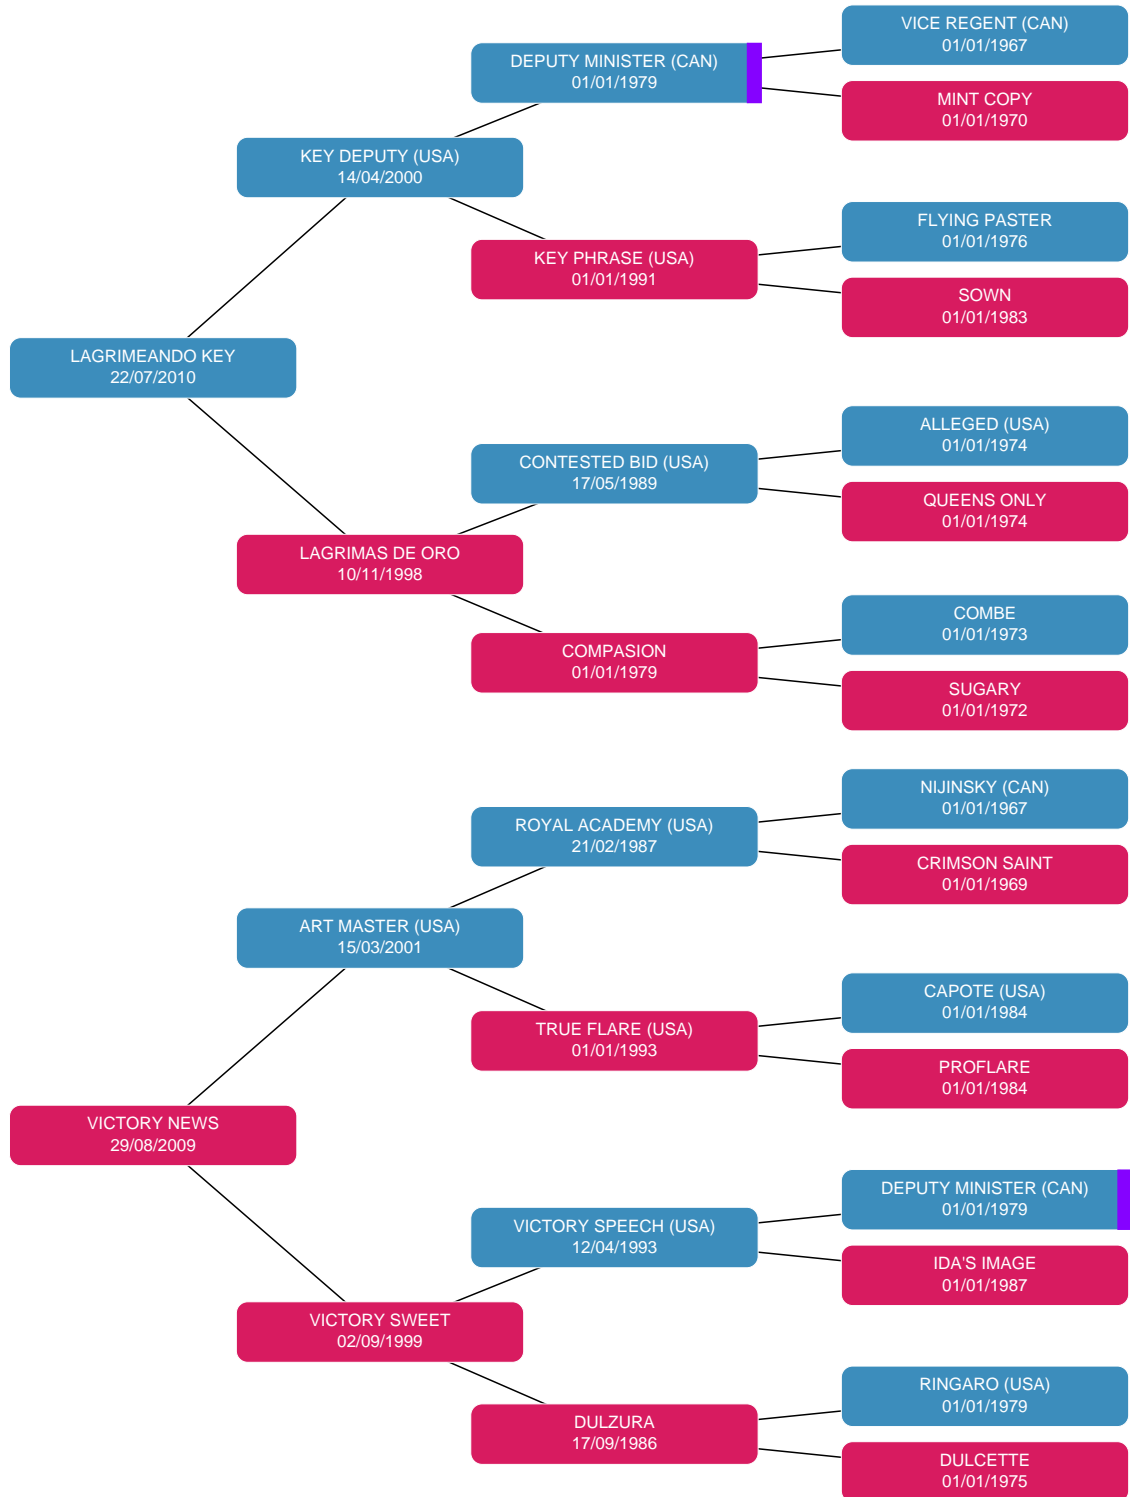 VICE REGENT (CAN)
01/01/1967
DEPUTY MINISTER (CAN)
01/01/1979
MINT COPY
01/01/1970
KEY DEPUTY (USA)
14/04/2000
FLYING PASTER
01/01/1976
KEY PHRASE (USA)
01/01/1991
SOWN
01/01/1983
LAGRIMEANDO KEY
22/07/2010
ALLEGED (USA)
01/01/1974
CONTESTED BID (USA)
17/05/1989
QUEENS ONLY
01/01/1974
LAGRIMAS DE ORO
10/11/1998
COMBE
01/01/1973
COMPASION
01/01/1979
SUGARY
01/01/1972
NIJINSKY (CAN)
01/01/1967
ROYAL ACADEMY (USA)
21/02/1987
CRIMSON SAINT
01/01/1969
ART MASTER (USA)
15/03/2001
CAPOTE (USA)
01/01/1984
TRUE FLARE (USA)
01/01/1993
PROFLARE
01/01/1984
VICTORY NEWS
29/08/2009
DEPUTY MINISTER (CAN)
01/01/1979
VICTORY SPEECH (USA)
12/04/1993
IDA'S IMAGE
01/01/1987
VICTORY SWEET
02/09/1999
RINGARO (USA)
01/01/1979
DULZURA
17/09/1986
DULCETTE
01/01/1975